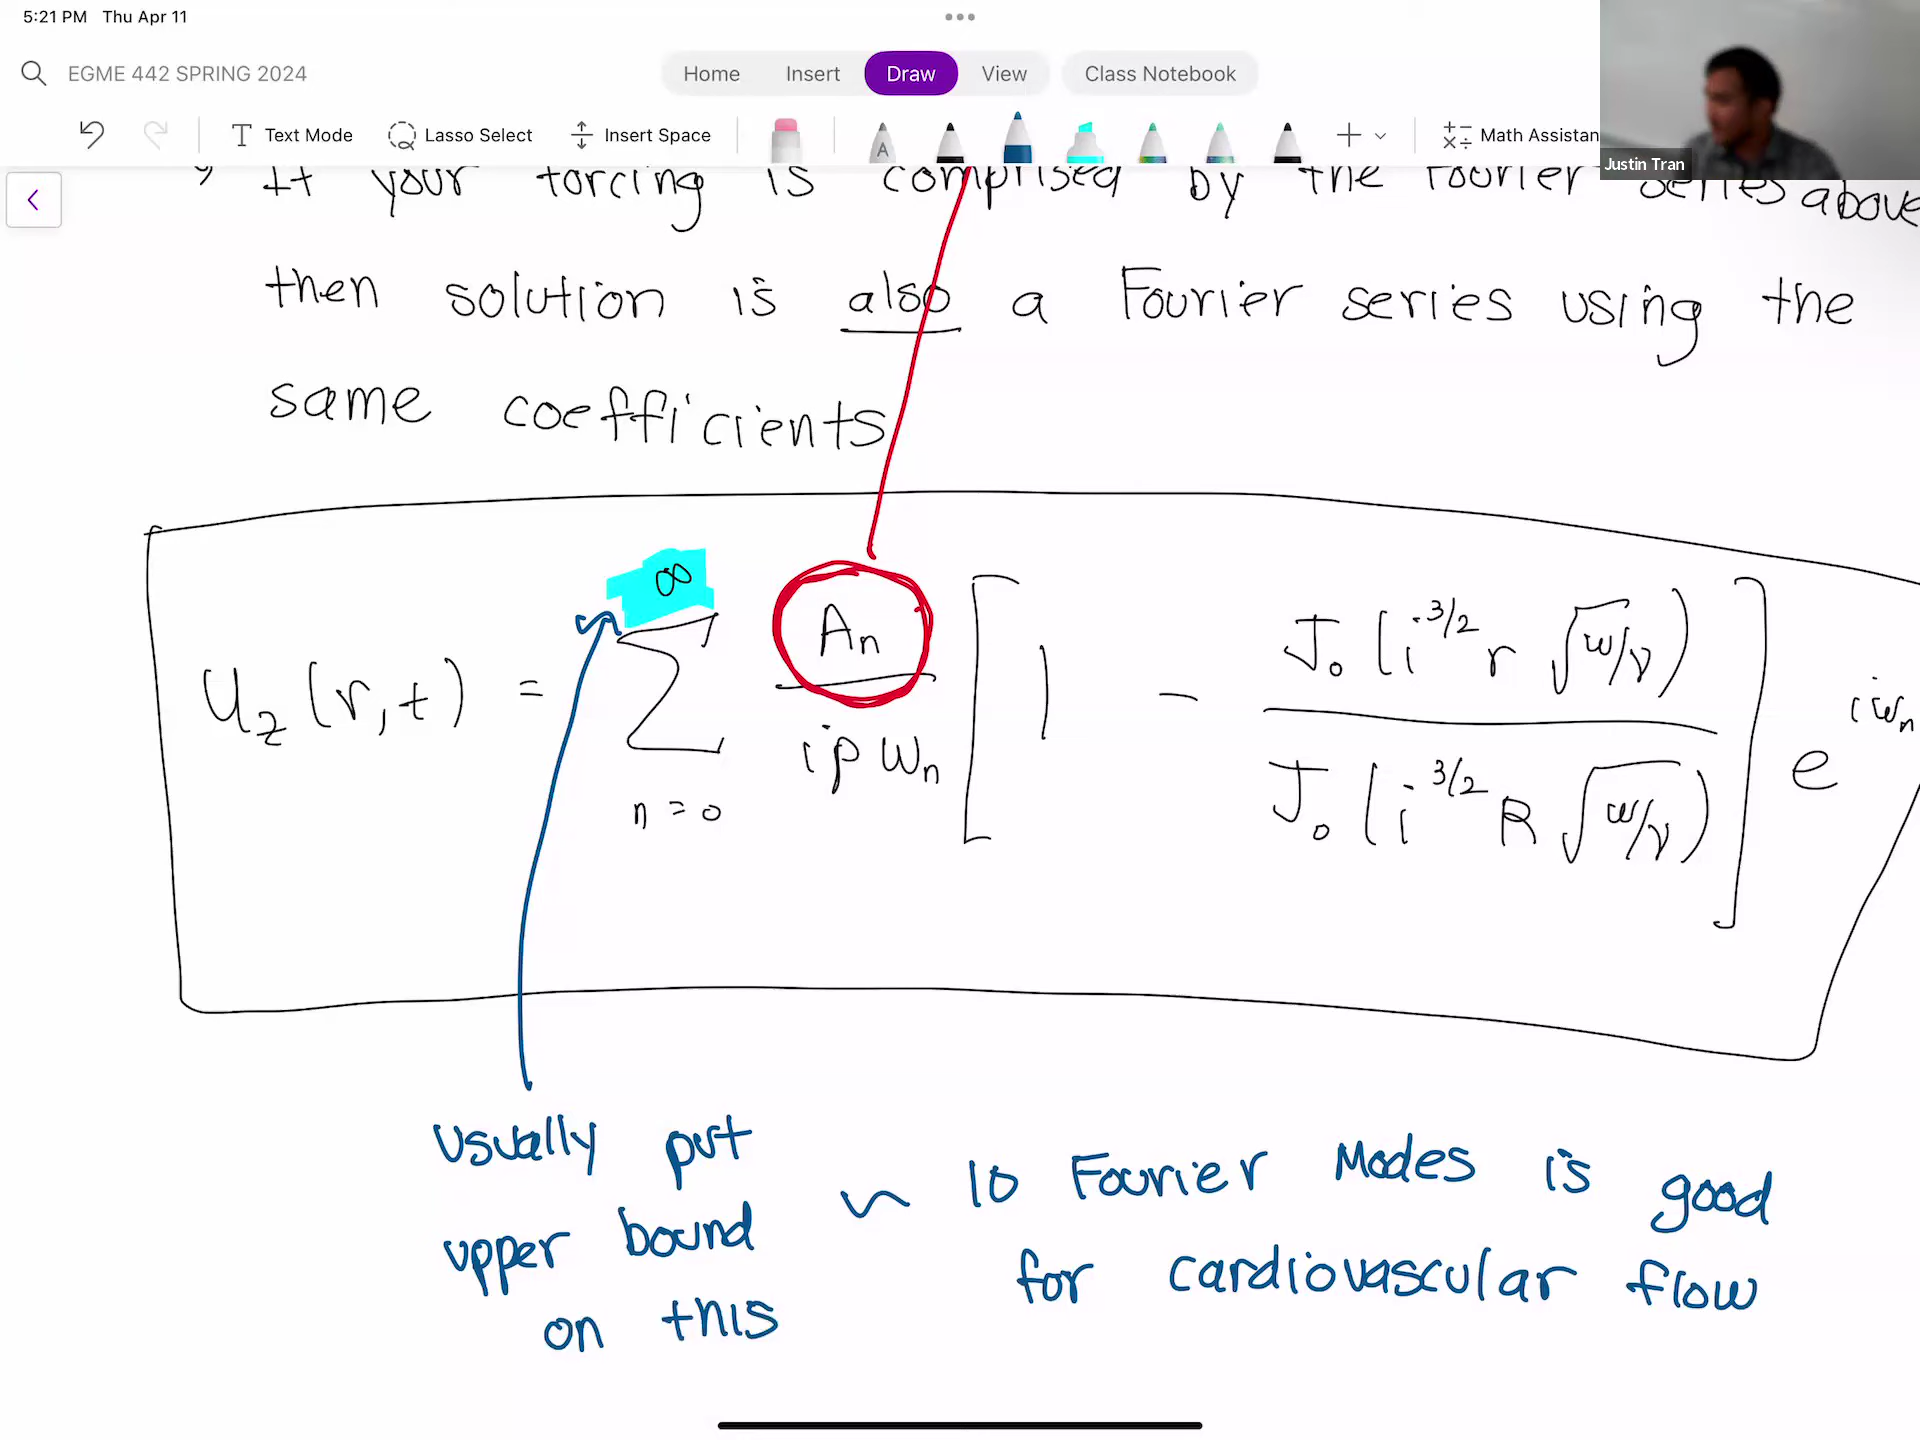 5:21 PM Thu Apr 11
EGME 442 SPRING 2024
Home Insert Draw View Class Notebook
Text Mode Lasso Select Insert Space Math Assistan
Justin Tran
If your forcing is comprised by the Fourier series above
then solution is also a Fourier series using the
same coefficients
u_z(r,t) = ∑_{n=0}^{∞} A_n / (iρω_n) [ 1 - J_0(i^{3/2} r √(ω/ν)) / J_0(i^{3/2} R √(ω/ν)) ] e^{iω_n
usually put
upper bound
on this
~ 10 Fourier Modes is good
for cardiovascular flow